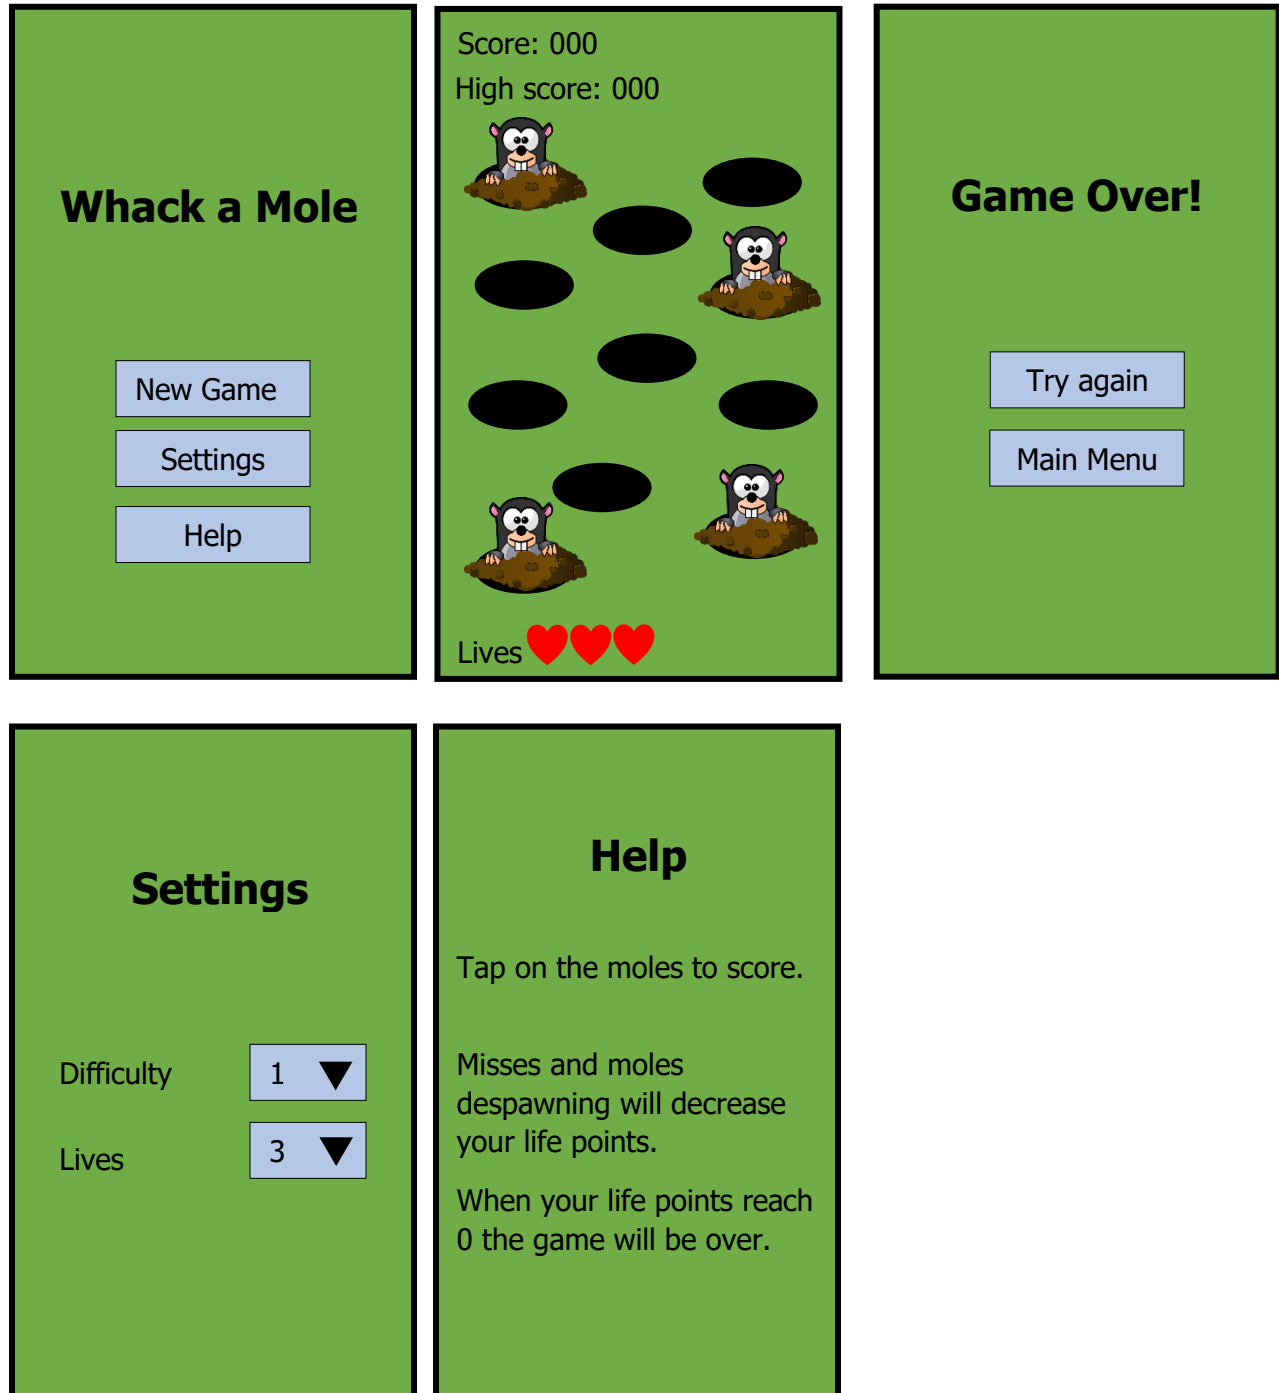 Whack a Mole
New Game
Settings
Help
Score: 000
High score: 000
Lives
Game Over!
Try again
Main Menu
Settings
Difficulty
1
Lives
3
Help
Tap on the moles to score.
Misses and moles
despawning will decrease
your life points.
When your life points reach
0 the game will be over.